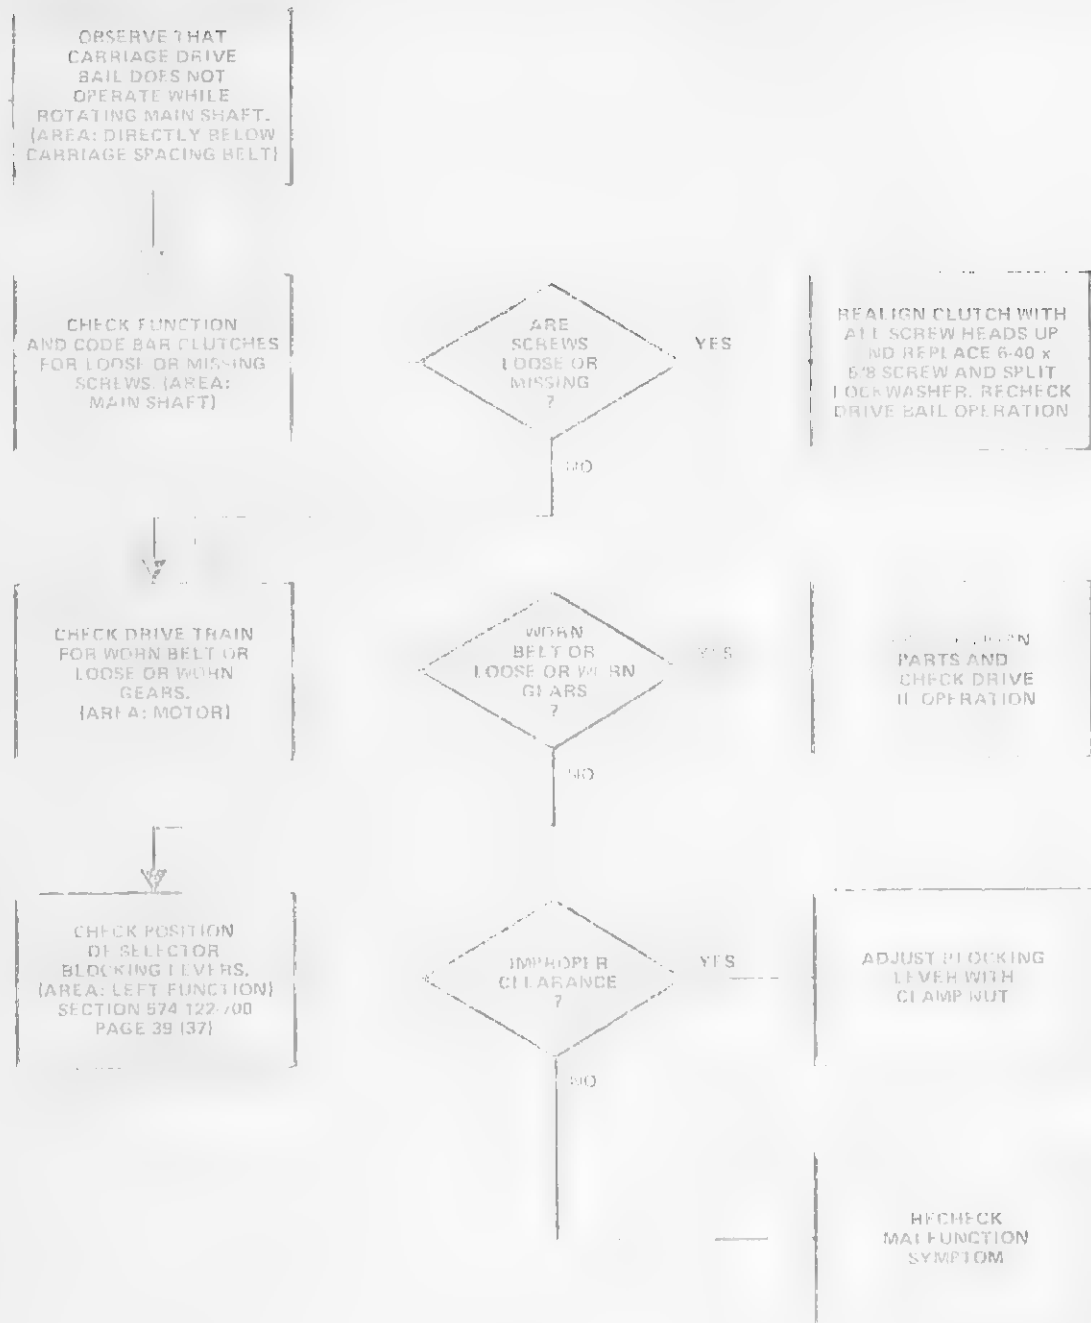 OBSERVE THAT
CARRIAGE DRIVE
BAIL DOES NOT
OPERATE WHILE
ROTATING MAIN SHAFT.
(AREA: DIRECTLY BELOW
CARRIAGE SPACING BELT)
CHECK FUNCTION
AND CODE BAR CLUTCHES
FOR LOOSE OR MISSING
SCREWS. (AREA:
MAIN SHAFT)
ARE
SCREWS
LOOSE OR
MISSING
?
YES
NO
REALIGN CLUTCH WITH
ALL SCREW HEADS UP
AND REPLACE 6-40 x
5/8 SCREW AND SPLIT
LOCKWASHER. RECHECK
DRIVE BAIL OPERATION
CHECK DRIVE TRAIN
FOR WORN BELT OR
LOOSE OR WORN
GEARS.
(AREA: MOTOR)
WORN
BELT OR
LOOSE OR WORN
GEARS
?
YES
NO
PARTS AND
CHECK DRIVE
OPERATION
CHECK POSITION
OF SELECTOR
BLOCKING LEVERS.
(AREA: LEFT FUNCTION)
SECTION 574-122-700
PAGE 39 (37)
IMPROPER
CLEARANCE
?
YES
NO
ADJUST BLOCKING
LEVER WITH
CLAMP NUT
RECHECK
MALFUNCTION
SYMPTOM